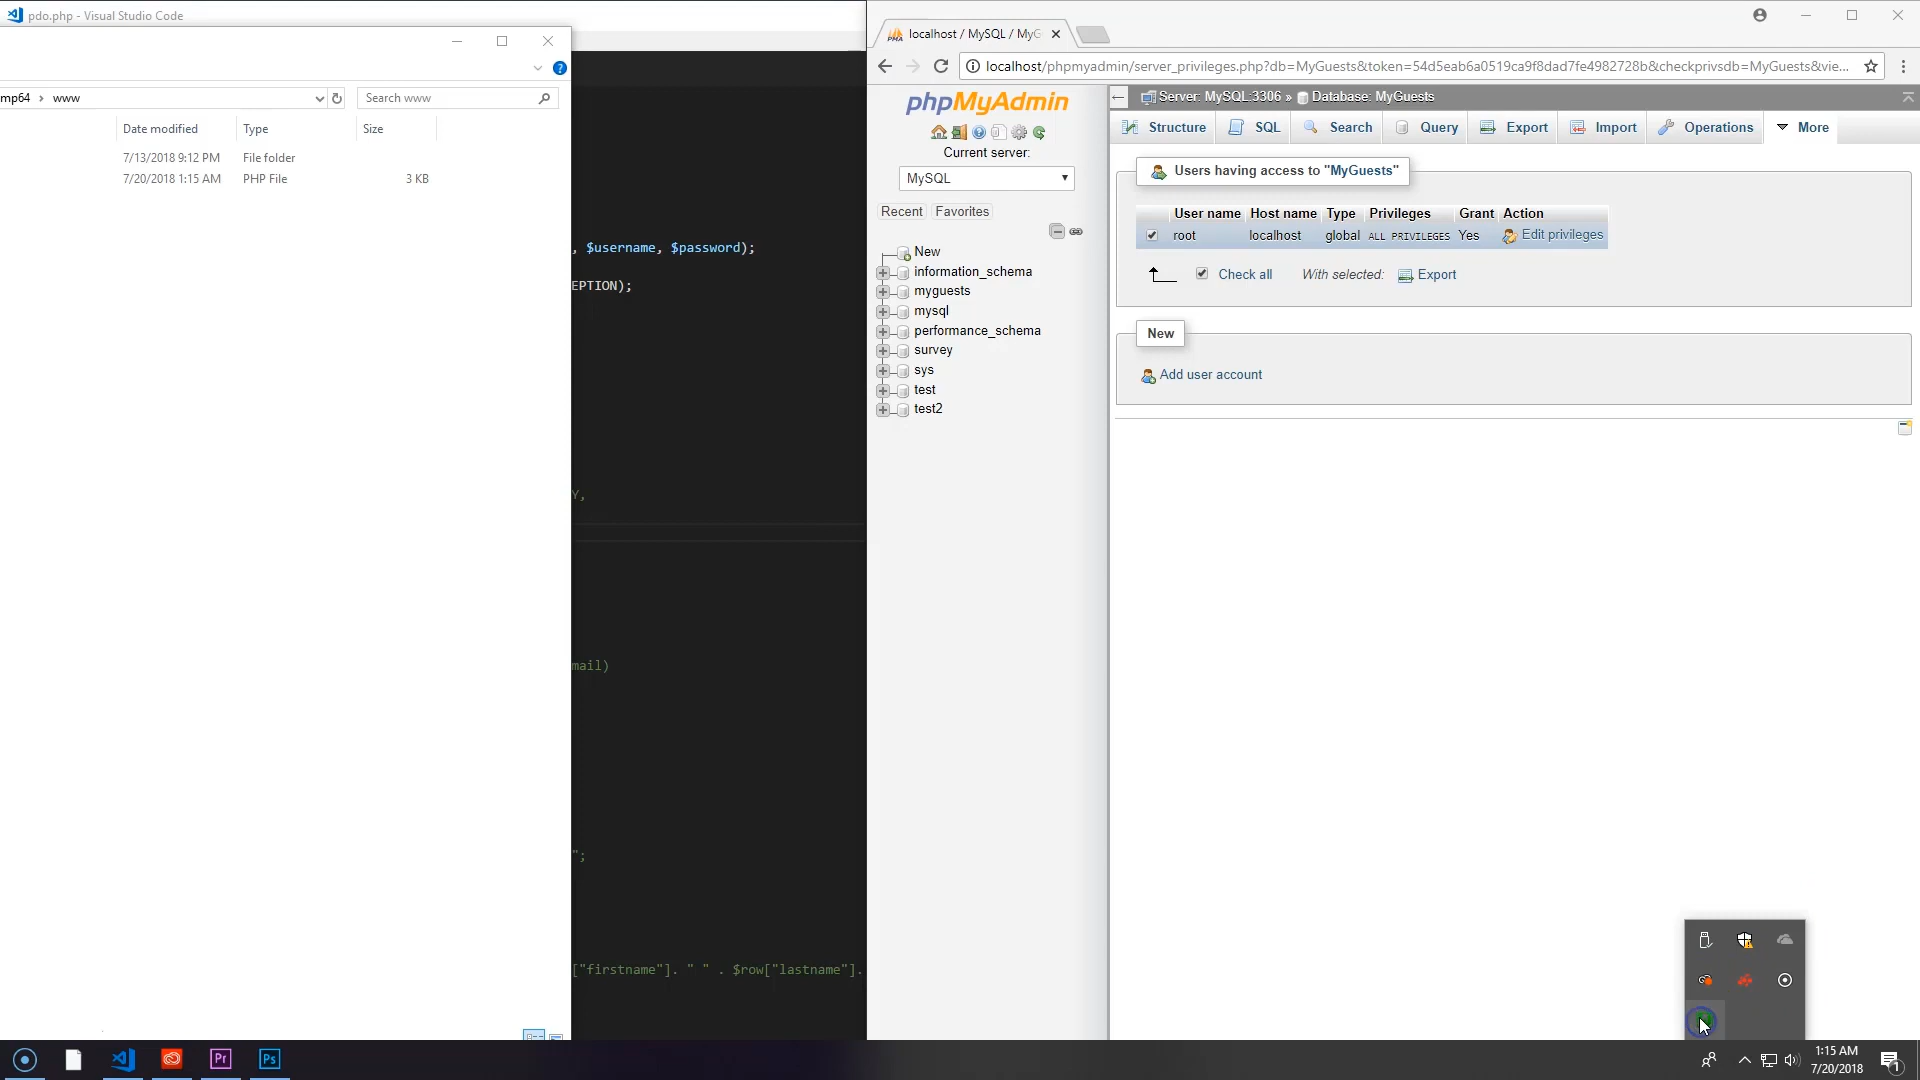 pdo.php - Visual Studio Code
mp64 › www
Search www
Date modified Type Size
7/13/2018 9:12 PM File folder
7/20/2018 1:15 AM PHP File 3 KB
, $username, $password);
EPTION);
Y,
mail)
";
["firstname"]. " " . $row["lastname"].
localhost / MySQL / MyG
localhost/phpmyadmin/server_privileges.php?db=MyGuests&token=54d5eab6a0519ca9f8dad7fe4982728b&checkprivsdb=MyGuests&vie...
phpMyAdmin
Current server:
MySQL
Recent Favorites
New
information_schema
myguests
mysql
performance_schema
survey
sys
test
test2
Server: MySQL:3306 » Database: MyGuests
Structure SQL Search Query Export Import Operations More
Users having access to "MyGuests"
User name Host name Type Privileges Grant Action
root localhost global ALL PRIVILEGES Yes Edit privileges
Check all With selected: Export
New
Add user account
Pr
Ps
1:15 AM
7/20/2018
1